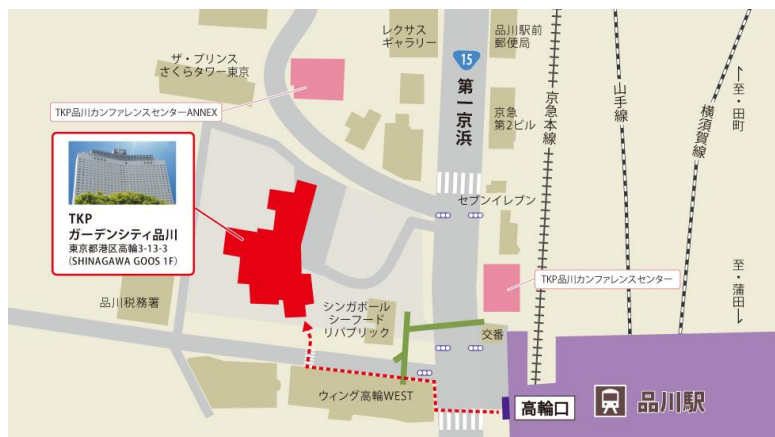 レクサス
ギャラリー
品川駅前
郵便局
ザ・プリンス
さくらタワー東京
15
第一京浜
京急本線
山手線
横須賀線
至・田町
TKP品川カンファレンスセンターANNEX
京急
第2ビル
TKP
ガーデンシティ品川
東京都港区高輪3-13-3
(SHINAGAWA GOOS 1F)
セブンイレブン
TKP品川カンファレンスセンター
至・蒲田
品川税務署
シンガポール
シーフード
リパブリック
交番
ウィング高輪WEST
高輪口
品川駅